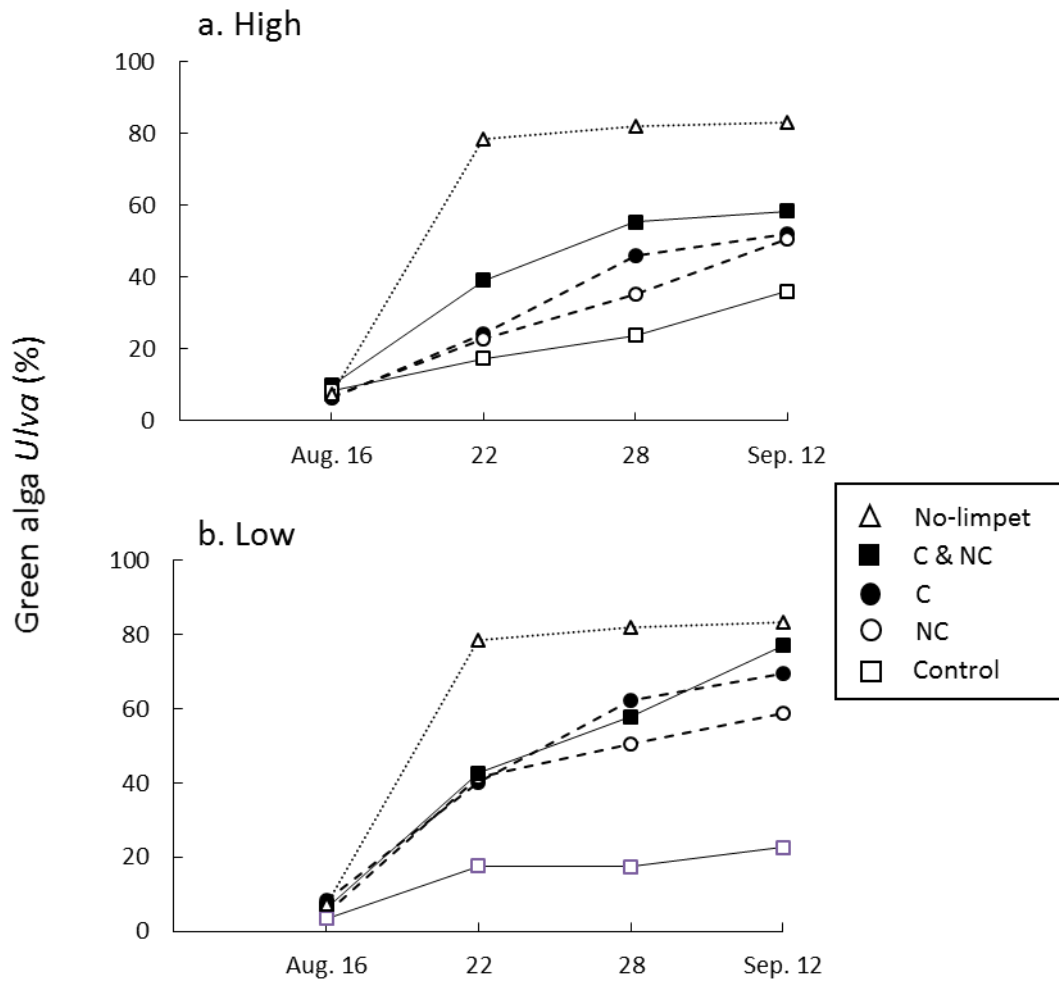 a. High
100
80
60
40
20
0
Aug. 16 22 28 Sep. 12
Green alga Ulva (%)
b. Low
100
80
60
40
20
0
Aug. 16 22 28 Sep. 12
No-limpet
C & NC
C
NC
Control